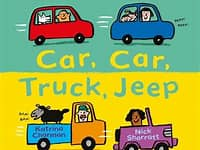 Car, Car,
Truck, Jeep
Katrina
Charman
Nick
Sharratt